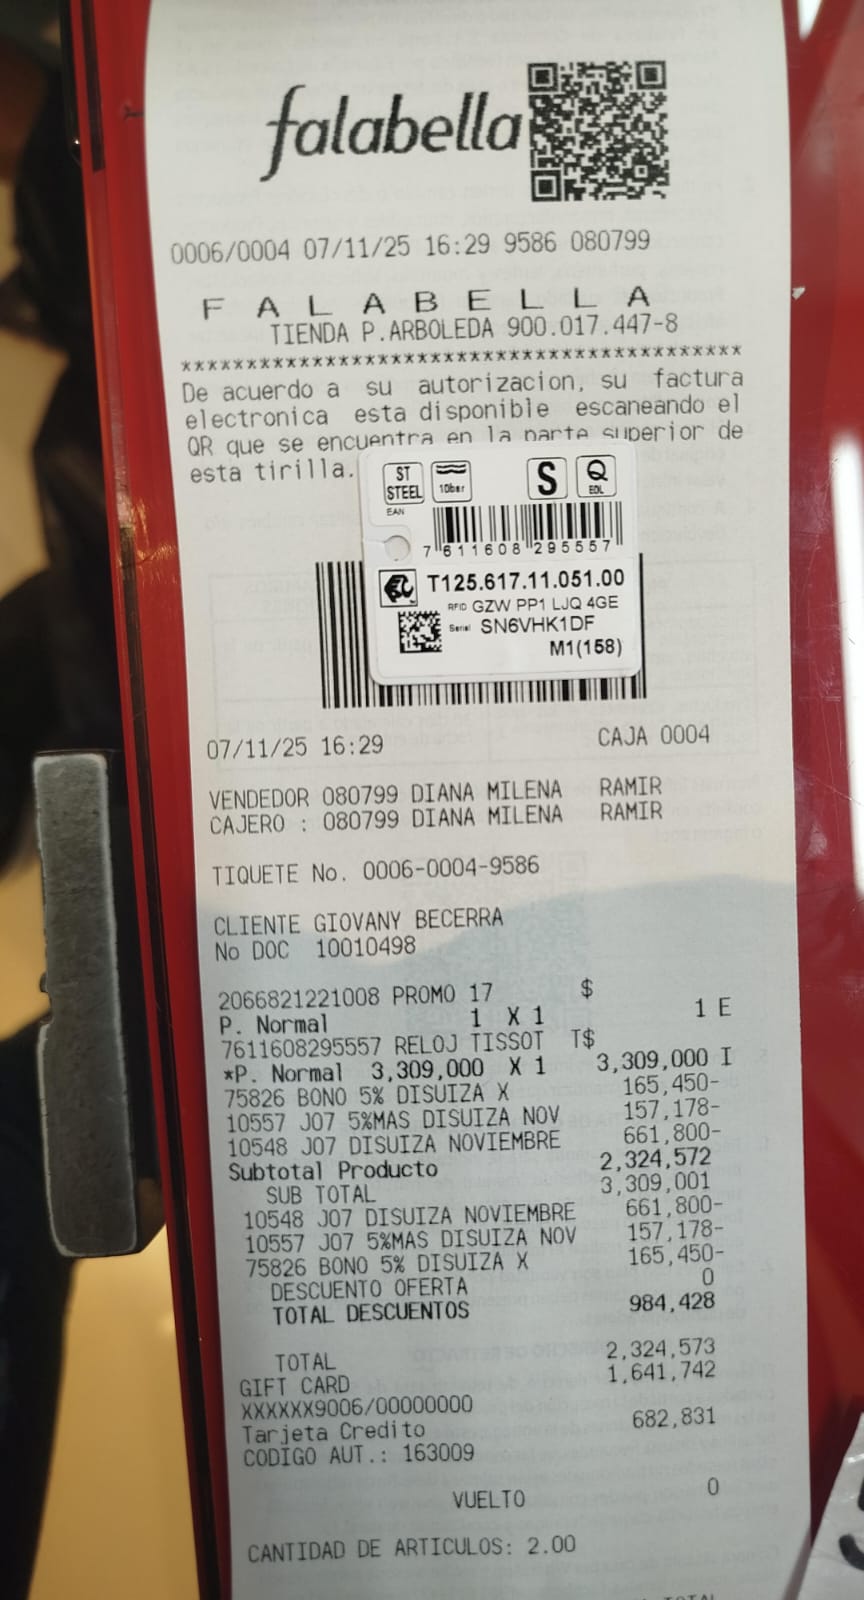 falabella
0006/0004 07/11/25 16:29 9586 080799
F A L A B E L L A
TIENDA P.ARBOLEDA 900.017.447-8
*******************************************
De acuerdo a su autorizacion, su factura
electronica esta disponible escaneando el
QR que se encuentra en la parte superior de
esta tirilla.
ST STEEL
10bar
S
Q EOL
EAN
7 611608 295557
T125.617.11.051.00
RFID GZW PP1 LJQ 4GE
Serial SN6VHK1DF
M1(158)
07/11/25 16:29 CAJA 0004
VENDEDOR 080799 DIANA MILENA RAMIR
CAJERO : 080799 DIANA MILENA RAMIR
TIQUETE No. 0006-0004-9586
CLIENTE GIOVANY BECERRA
No DOC 10010498
2066821221008 PROMO 17 $
P. Normal 1 X 1 1 E
7611608295557 RELOJ TISSOT T$
*P. Normal 3,309,000 X 1 3,309,000 I
75826 BONO 5% DISUIZA X 165,450-
10557 J07 5%MAS DISUIZA NOV 157,178-
10548 J07 DISUIZA NOVIEMBRE 661,800-
Subtotal Producto 2,324,572
SUB TOTAL 3,309,001
10548 J07 DISUIZA NOVIEMBRE 661,800-
10557 J07 5%MAS DISUIZA NOV 157,178-
75826 BONO 5% DISUIZA X 165,450-
DESCUENTO OFERTA 0
TOTAL DESCUENTOS 984,428
TOTAL 2,324,573
GIFT CARD 1,641,742
XXXXXX9006/00000000
Tarjeta Credito 682,831
CODIGO AUT.: 163009
VUELTO 0
CANTIDAD DE ARTICULOS: 2.00